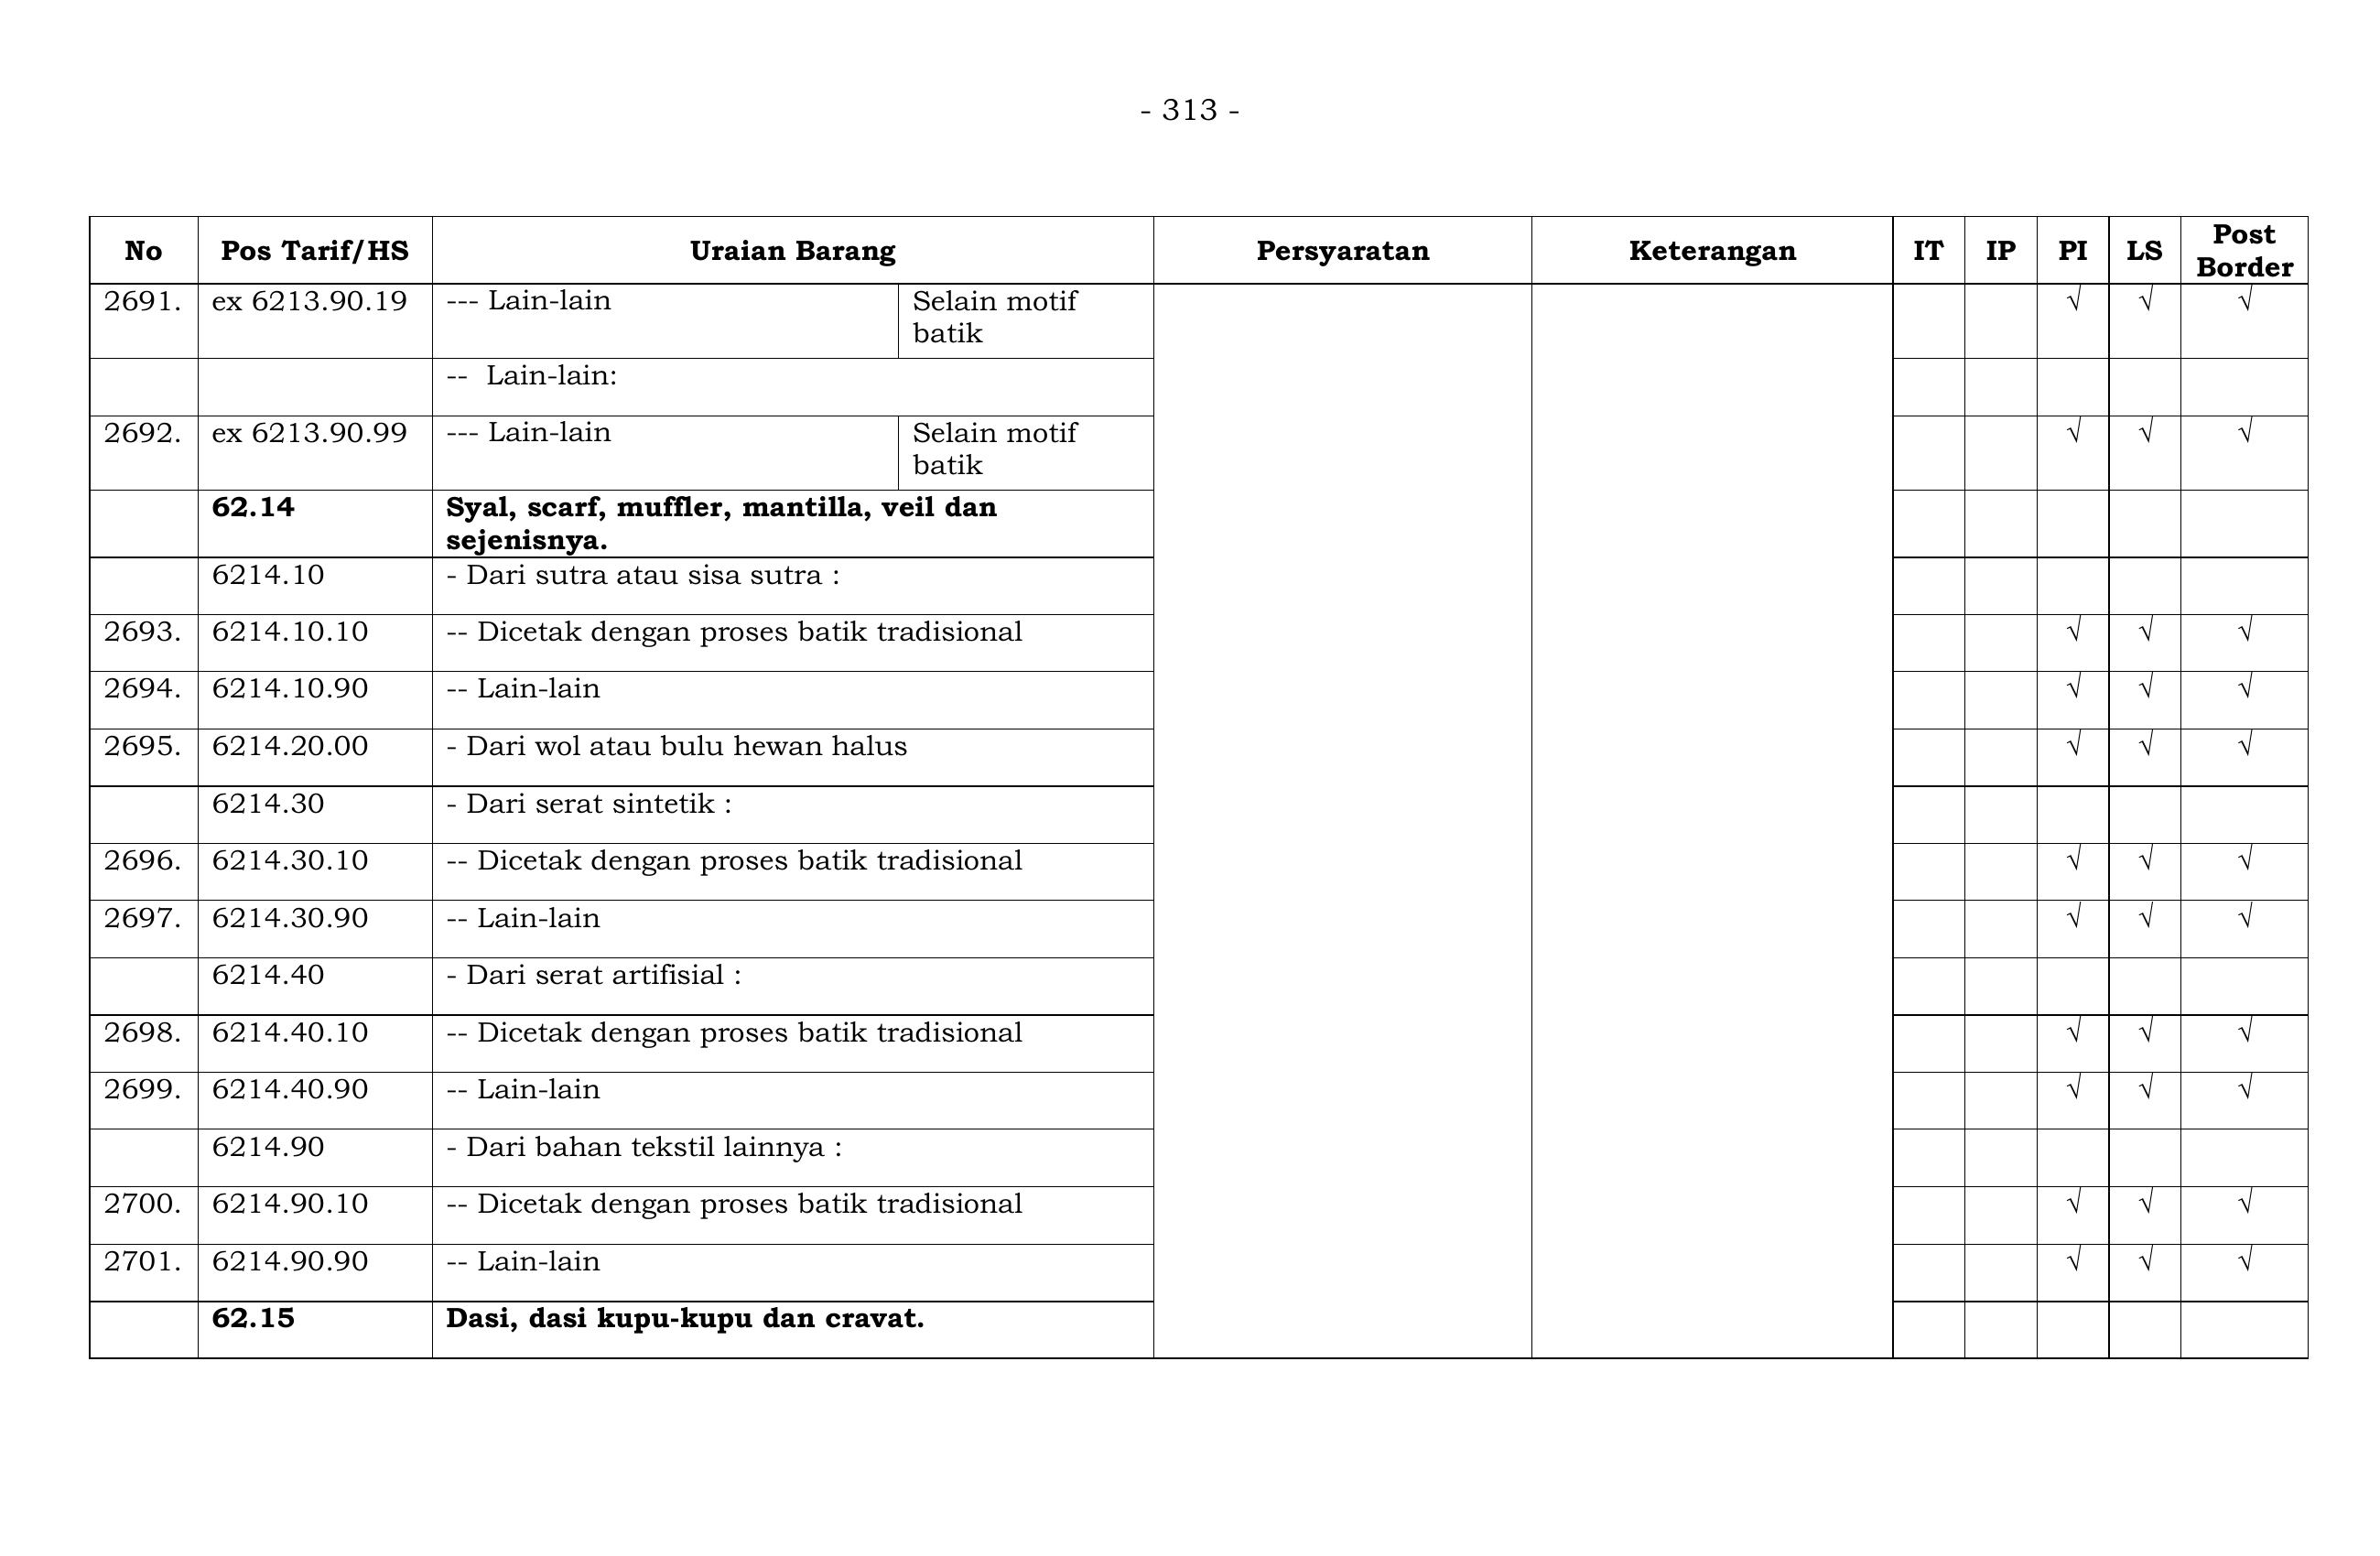 - 313 -
No Pos Tarif/HS Uraian Barang Persyaratan Keterangan IT IP PI LS Post Border
2691. ex 6213.90.19 --- Lain-lain Selain motif batik √ √ √
-- Lain-lain:
2692. ex 6213.90.99 --- Lain-lain Selain motif batik √ √ √
62.14 Syal, scarf, muffler, mantilla, veil dan sejenisnya.
6214.10 - Dari sutra atau sisa sutra :
2693. 6214.10.10 -- Dicetak dengan proses batik tradisional √ √ √
2694. 6214.10.90 -- Lain-lain √ √ √
2695. 6214.20.00 - Dari wol atau bulu hewan halus √ √ √
6214.30 - Dari serat sintetik :
2696. 6214.30.10 -- Dicetak dengan proses batik tradisional √ √ √
2697. 6214.30.90 -- Lain-lain √ √ √
6214.40 - Dari serat artifisial :
2698. 6214.40.10 -- Dicetak dengan proses batik tradisional √ √ √
2699. 6214.40.90 -- Lain-lain √ √ √
6214.90 - Dari bahan tekstil lainnya :
2700. 6214.90.10 -- Dicetak dengan proses batik tradisional √ √ √
2701. 6214.90.90 -- Lain-lain √ √ √
62.15 Dasi, dasi kupu-kupu dan cravat.